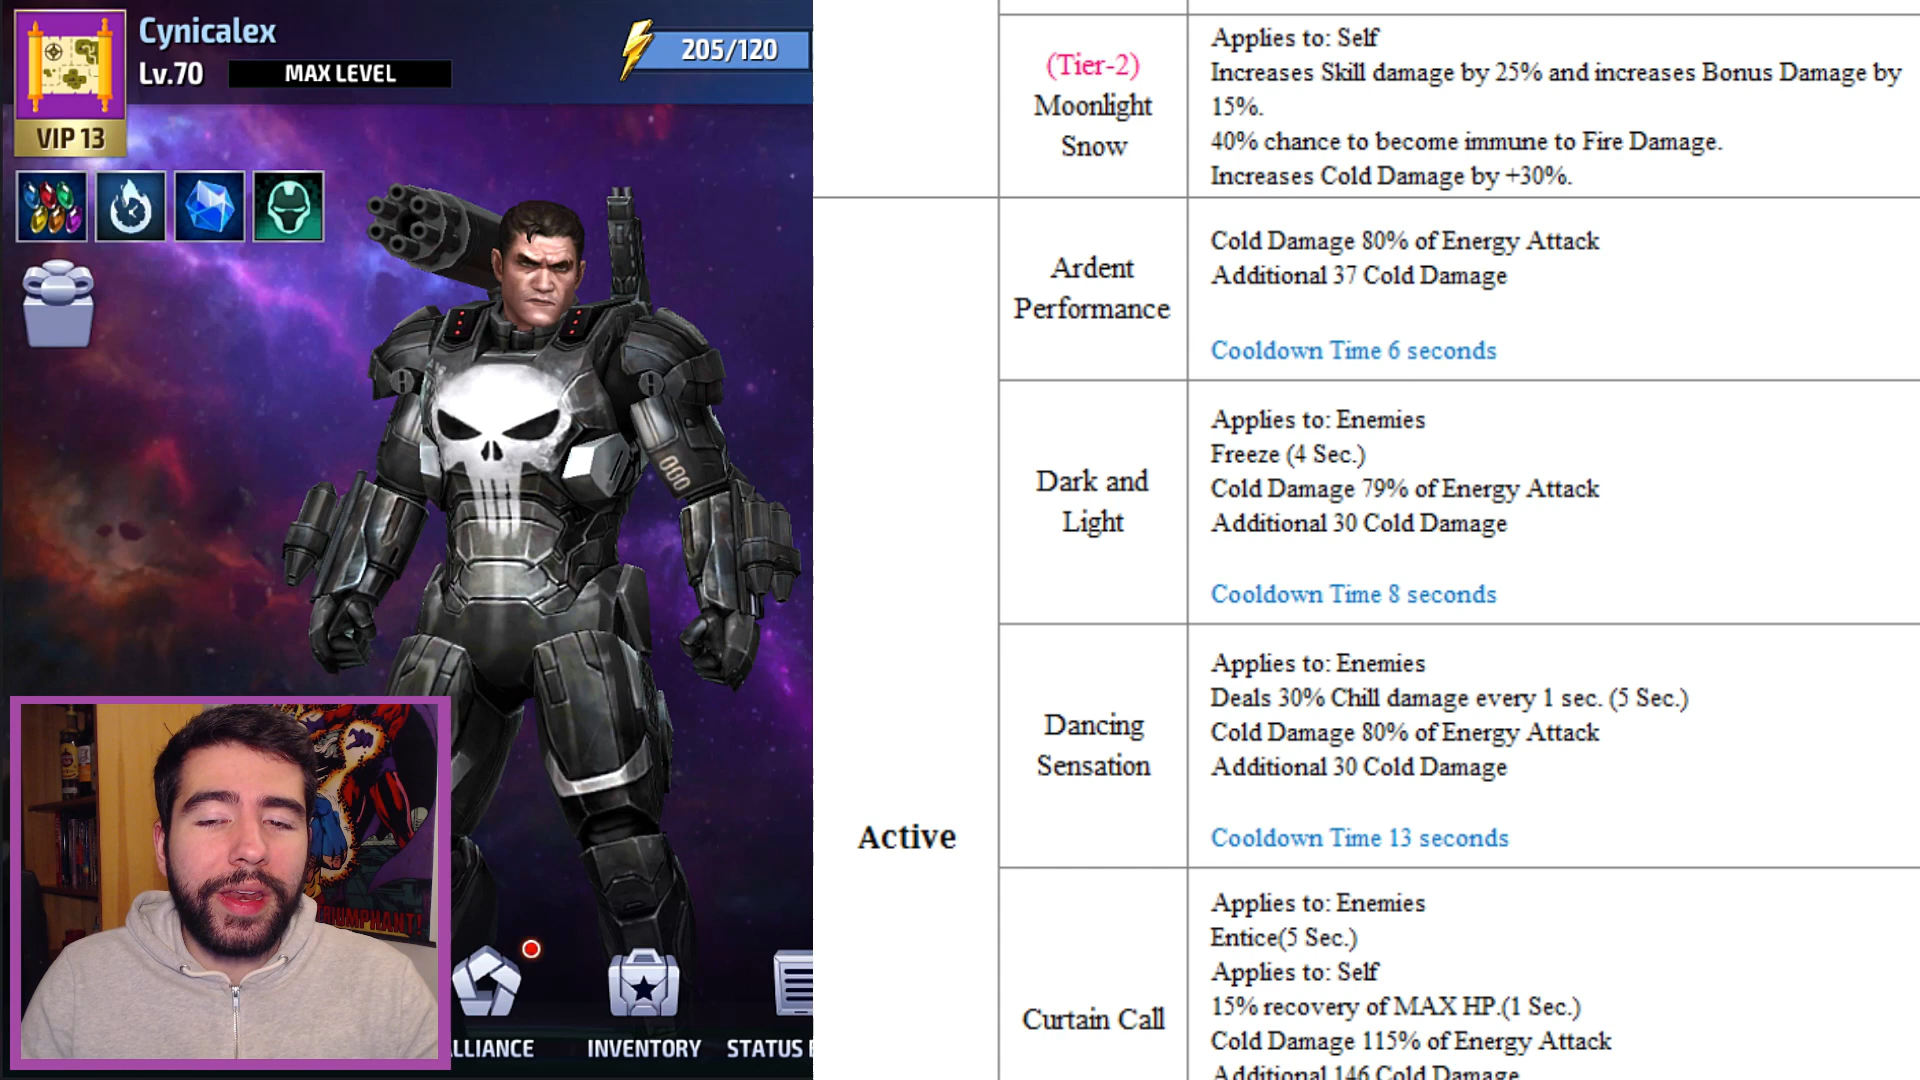 Cynicalex
Lv.70
MAX LEVEL
205/120
VIP 13
000
TRIUMPHANT!
ALLIANCE
INVENTORY
STATUS
(Tier-2)
Moonlight
Snow
Applies to: Self
Increases Skill damage by 25% and increases Bonus Damage by
15%.
40% chance to become immune to Fire Damage.
Increases Cold Damage by +30%.
Active
Ardent
Performance
Cold Damage 80% of Energy Attack
Additional 37 Cold Damage
Cooldown Time 6 seconds
Dark and
Light
Applies to: Enemies
Freeze (4 Sec.)
Cold Damage 79% of Energy Attack
Additional 30 Cold Damage
Cooldown Time 8 seconds
Dancing
Sensation
Applies to: Enemies
Deals 30% Chill damage every 1 sec. (5 Sec.)
Cold Damage 80% of Energy Attack
Additional 30 Cold Damage
Cooldown Time 13 seconds
Curtain Call
Applies to: Enemies
Entice(5 Sec.)
Applies to: Self
15% recovery of MAX HP.(1 Sec.)
Cold Damage 115% of Energy Attack
Additional 146 Cold Damage